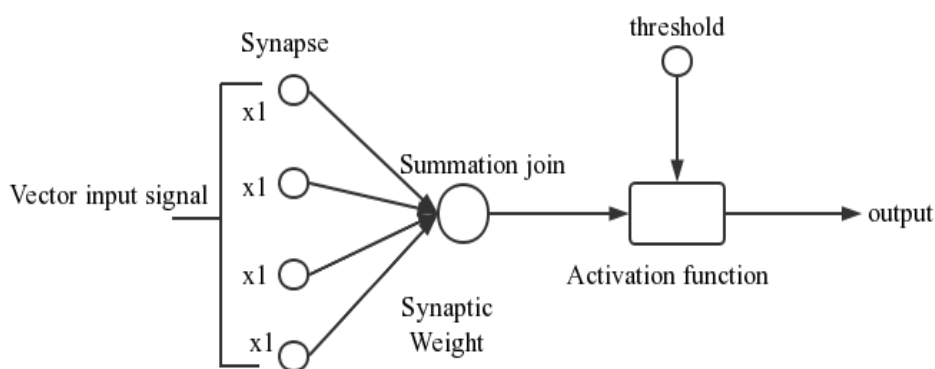 threshold
Synapse
x1
Summation join
x1
Vector input signal
output
x1
Activation function
Synaptic
Weight
x1